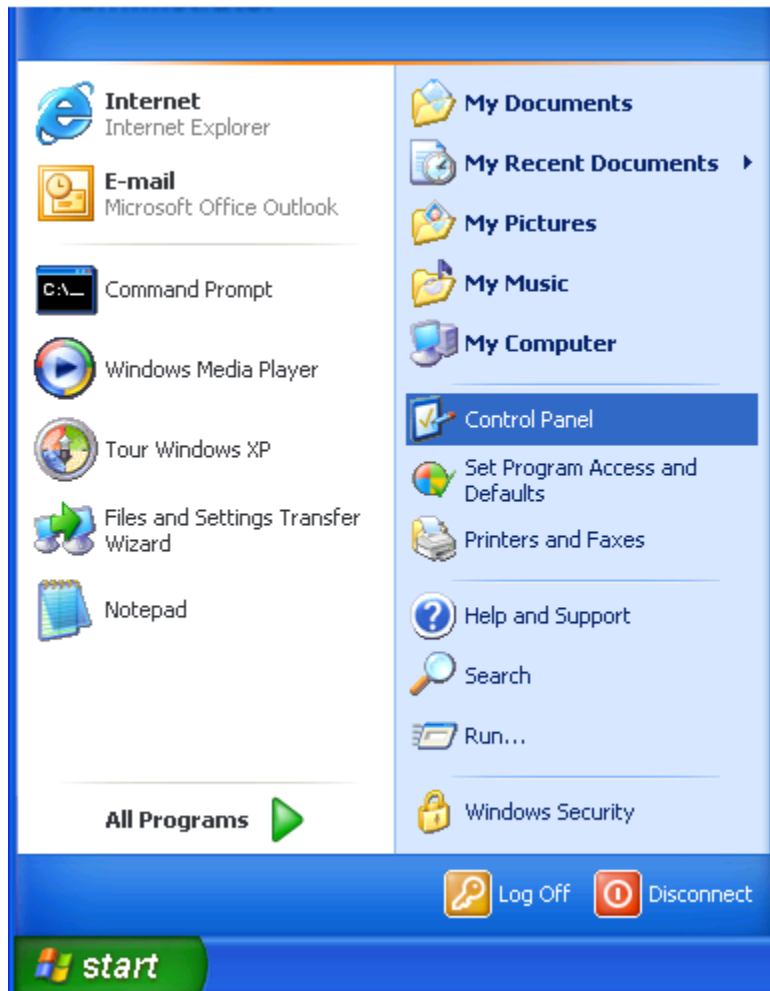 Internet
Internet Explorer
E-mail
Microsoft Office Outlook
C:\_
Command Prompt
Windows Media Player
Tour Windows XP
Files and Settings Transfer
Wizard
Notepad
All Programs
My Documents
My Recent Documents
My Pictures
My Music
My Computer
Control Panel
Set Program Access and
Defaults
Printers and Faxes
Help and Support
Search
Run...
Windows Security
Log Off
Disconnect
start